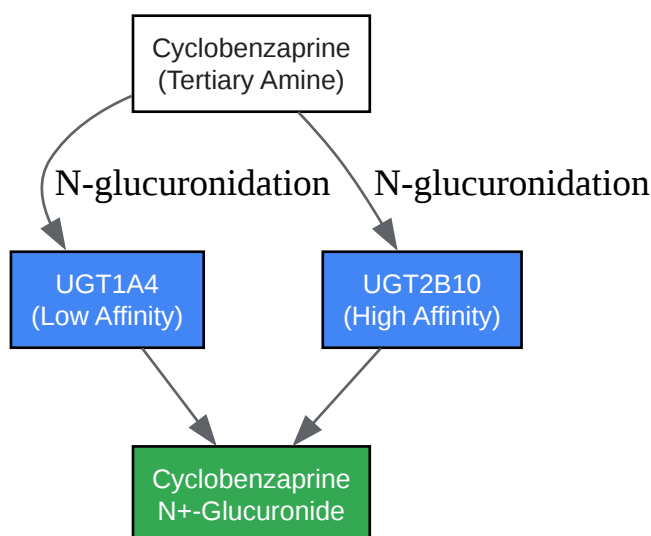 Cyclobenzaprine
(Tertiary Amine)
N-glucuronidation
N-glucuronidation
UGT1A4
(Low Affinity)
UGT2B10
(High Affinity)
Cyclobenzaprine
N+-Glucuronide